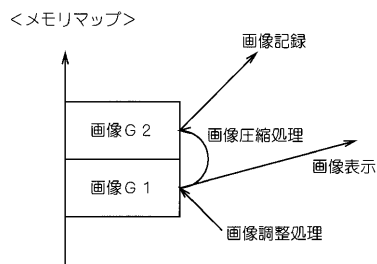 ＜メモリマップ＞
画像記録
画像Ｇ２
画像圧縮処理
画像表示
画像Ｇ１
画像調整処理